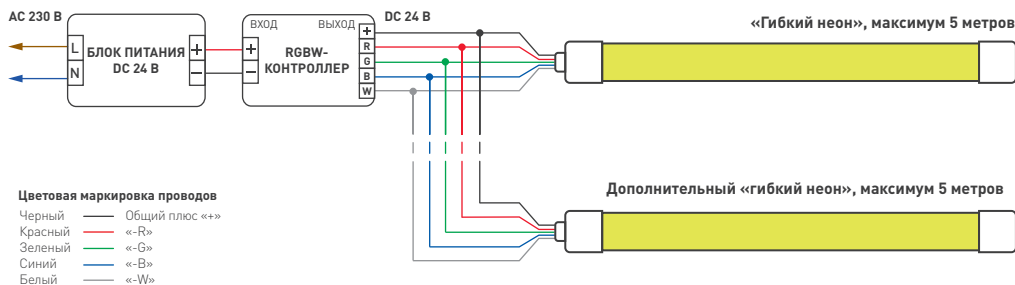 AC 230 В
L
N
БЛОК ПИТАНИЯ
DC 24 В
+
−
ВХОД
ВЫХОД
+
−
RGBW-
КОНТРОЛЛЕР
DC 24 В
+
R
G
B
W
«Гибкий неон», максимум 5 метров
Дополнительный «гибкий неон», максимум 5 метров
Цветовая маркировка проводов
Черный — Общий плюс «+»
Красный — «-R»
Зеленый — «-G»
Синий — «-B»
Белый — «-W»